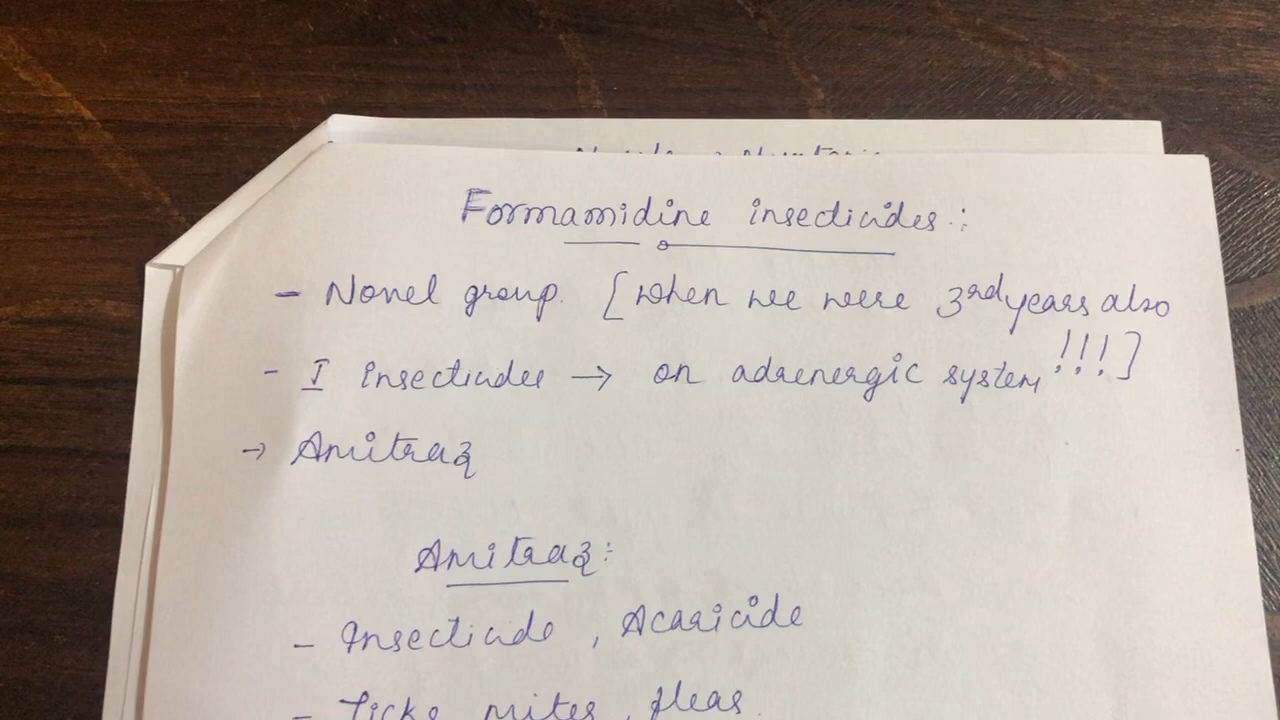 Formamidine insecticides :
- Novel group. [when we were 3rd years also
!!!]
- I Insecticides → on adrenergic system
→ Amitraz
Amitraz :
- Insecticide , Acaricide
- Ticks, mites, fleas